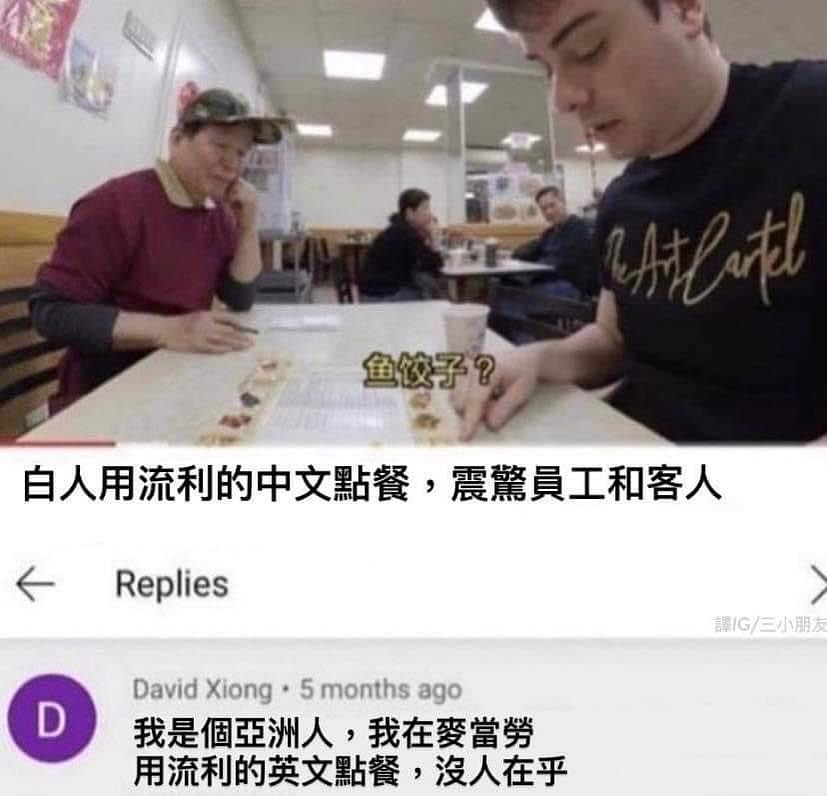 The Art Cartel
鱼饺子？
白人用流利的中文點餐，震驚員工和客人
Replies
譯IG/三小朋友
D
David Xiong • 5 months ago
我是個亞洲人，我在麥當勞
用流利的英文點餐，沒人在乎